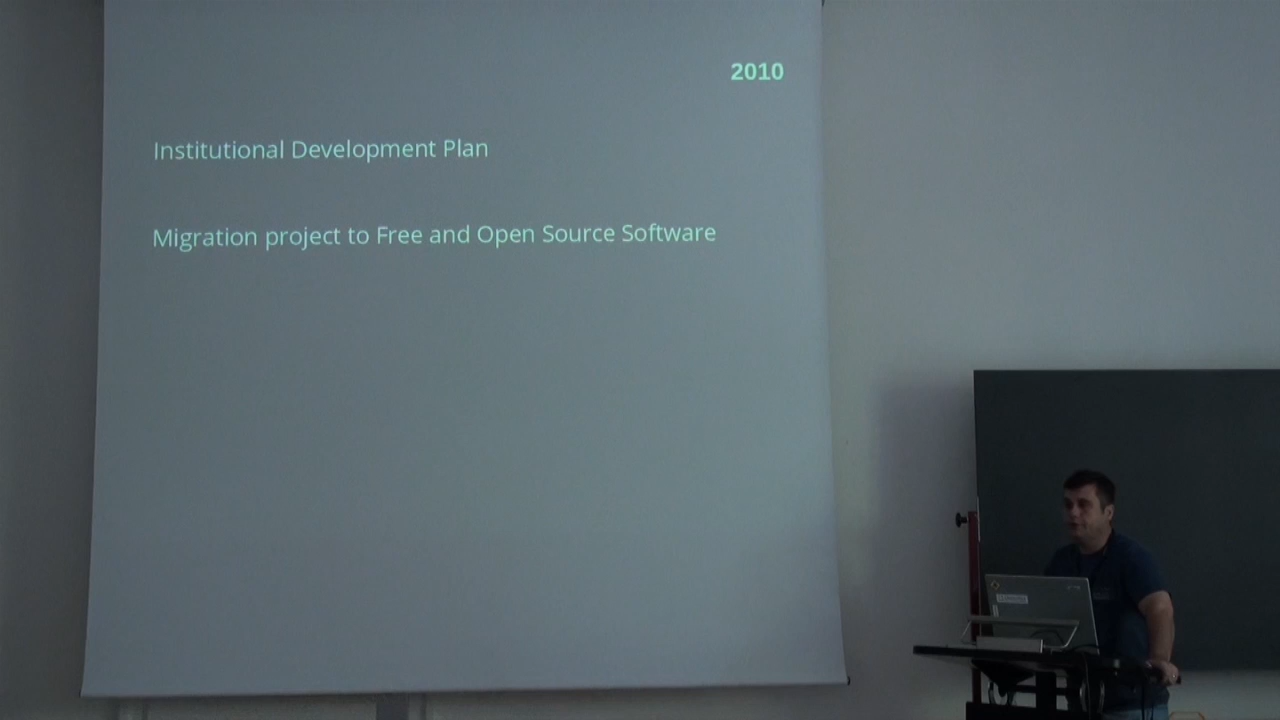 2010
Institutional Development Plan
Migration project to Free and Open Source Software